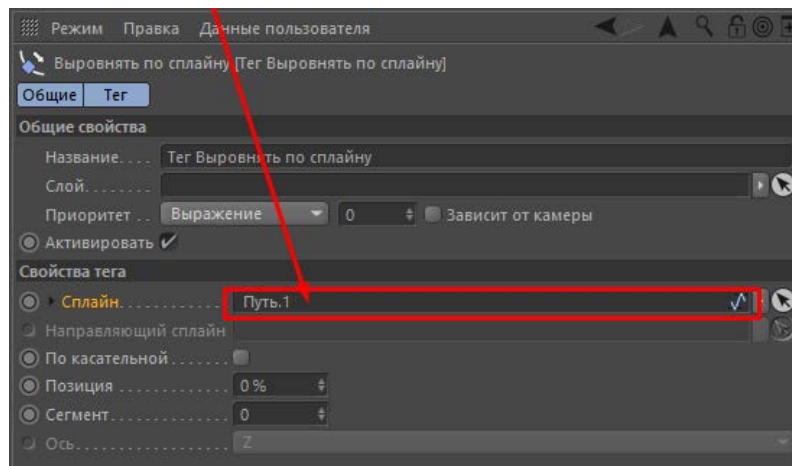 Режим Правка Данные пользователя
Выровнять по сплайну [Тег Выровнять по сплайну]
Общие Тег
Общие свойства
Название.... Тег Выровнять по сплайну
Слой........
Приоритет .. Выражение 0 Зависит от камеры
Активировать
Свойства тега
Сплайн............ Путь.1
Направляющий сплайн
По касательной.......
Позиция ............. 0 %
Сегмент.............. 0
Ось.................. Z